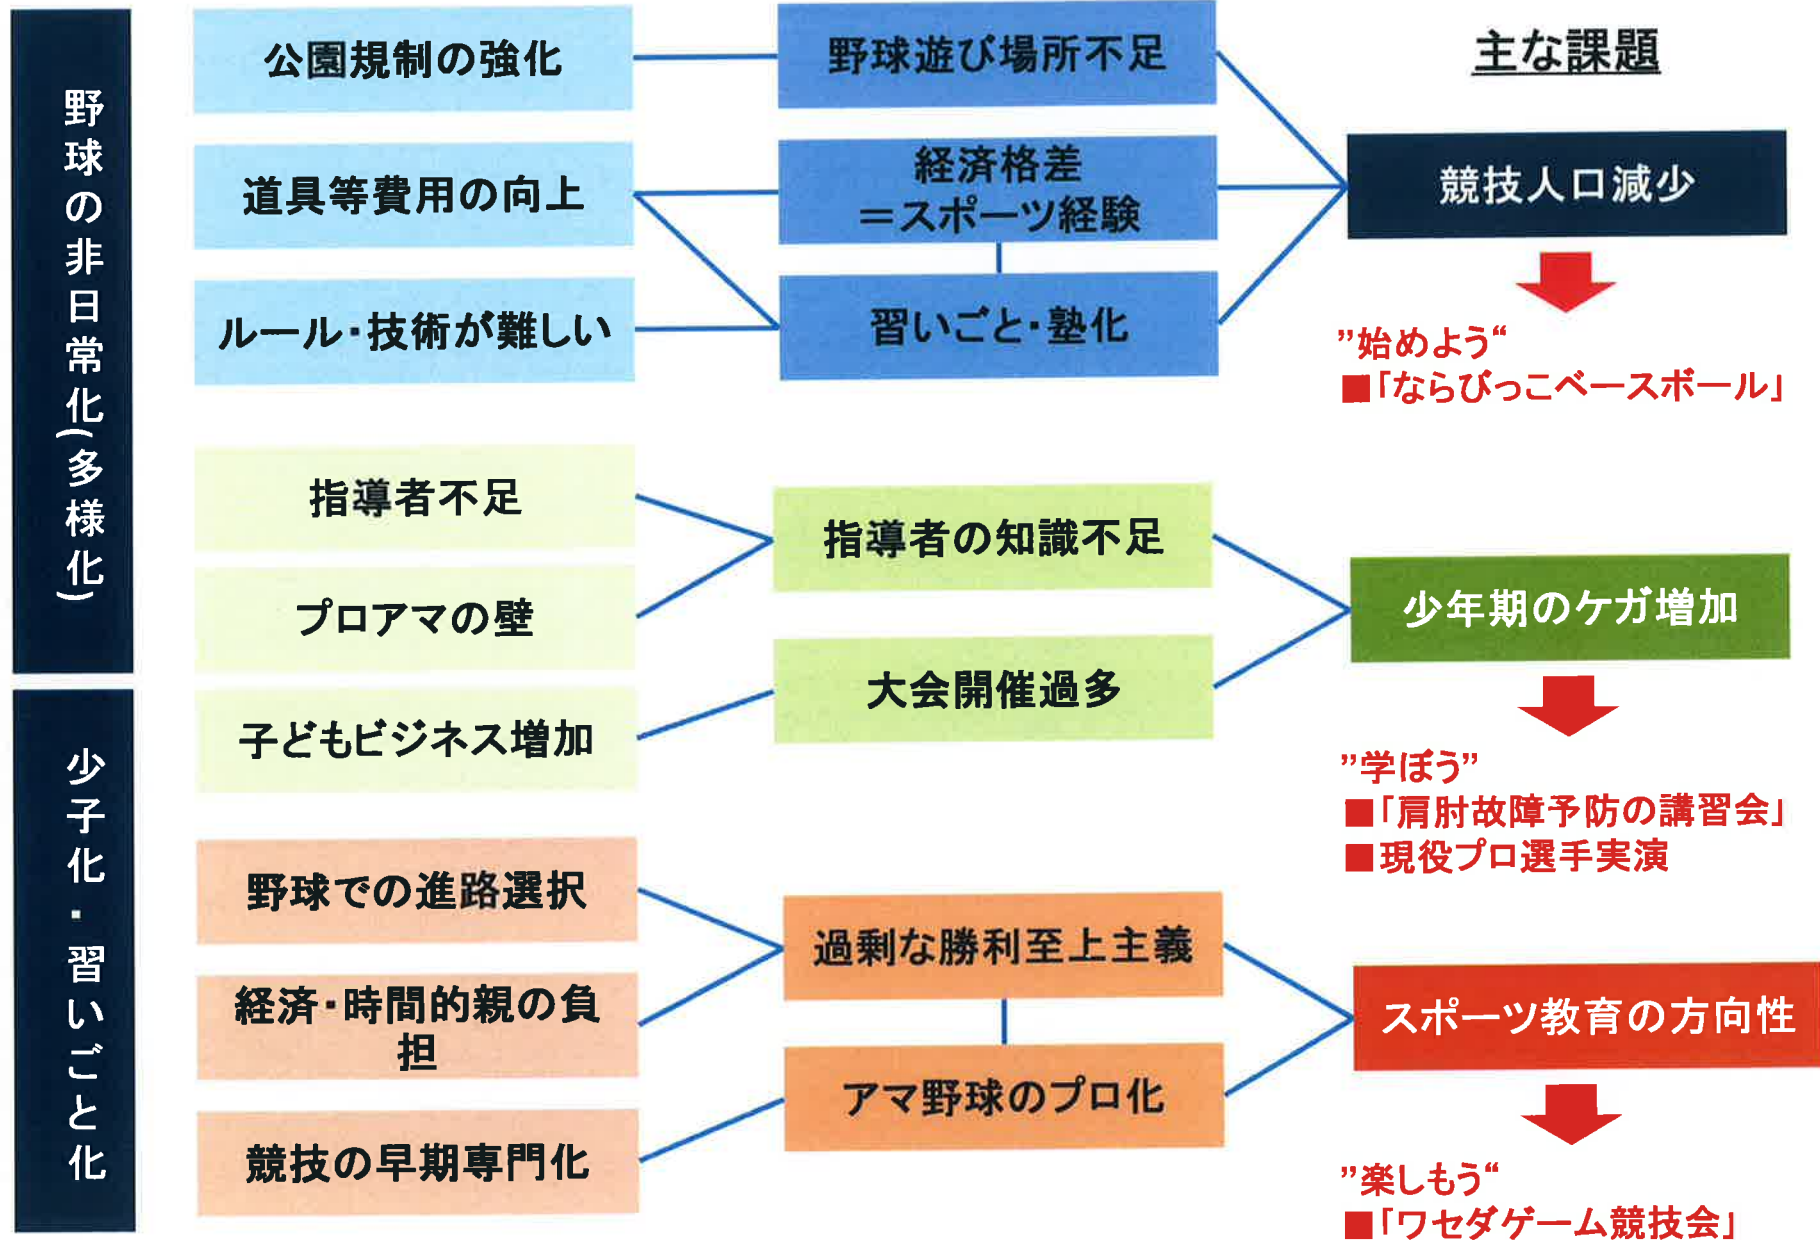 野球の非日常化(多様化)
少子化・習いごと化
公園規制の強化
道具等費用の向上
ルール・技術が難しい
野球遊び場所不足
経済格差
＝スポーツ経験
習いごと・塾化
主な課題
競技人口減少
”始めよう“
■「ならびっこベースボール」
指導者不足
プロアマの壁
子どもビジネス増加
指導者の知識不足
大会開催過多
少年期のケガ増加
”学ぼう”
■「肩肘故障予防の講習会」
■現役プロ選手実演
野球での進路選択
経済・時間的親の負
担
競技の早期専門化
過剰な勝利至上主義
アマ野球のプロ化
スポーツ教育の方向性
”楽しもう“
■「ワセダゲーム競技会」